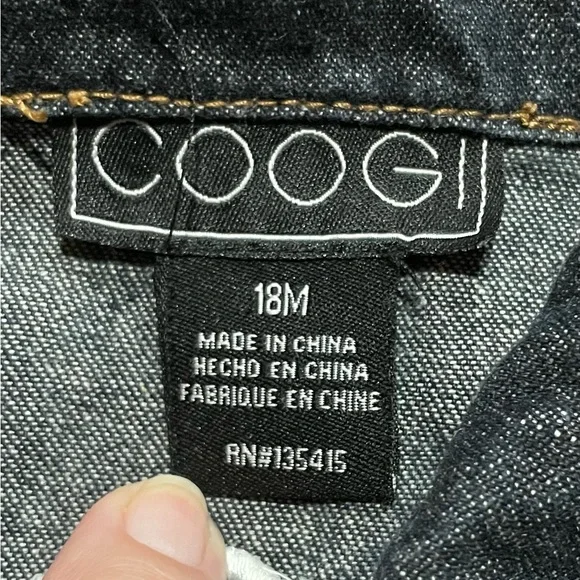 COOGI
18M
MADE IN CHINA
HECHO EN CHINA
FABRIQUE EN CHINE
RN#135415